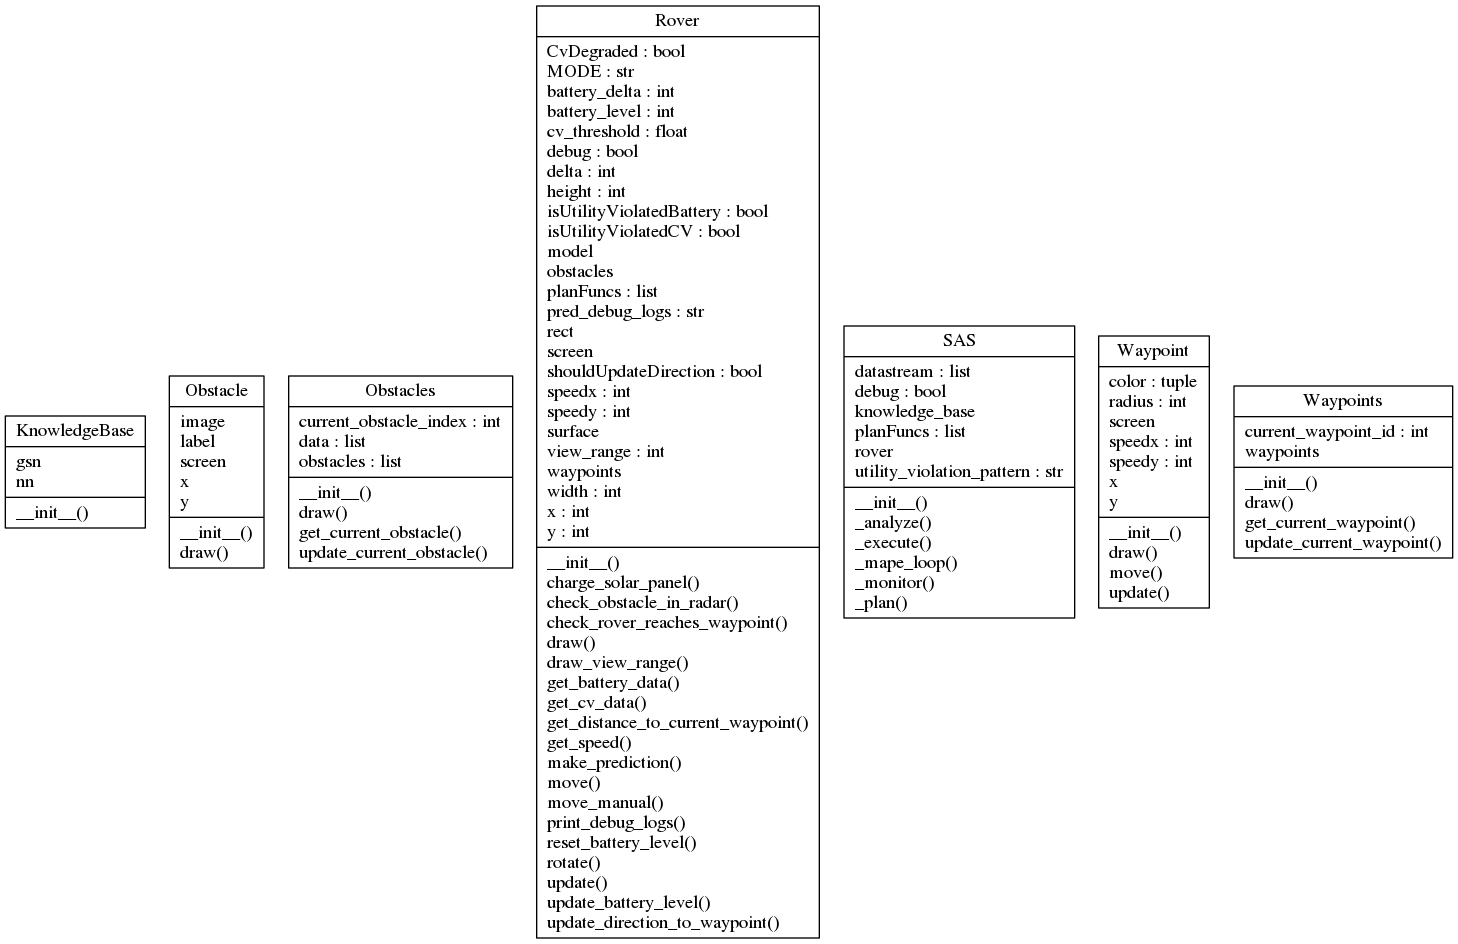 KnowledgeBase
gsn
nn
__init__()
Obstacle
image
label
screen
x
y
__init__()
draw()
Obstacles
current_obstacle_index : int
data : list
obstacles : list
__init__()
draw()
get_current_obstacle()
update_current_obstacle()
Rover
CvDegraded : bool
MODE : str
battery_delta : int
battery_level : int
cv_threshold : float
debug : bool
delta : int
height : int
isUtilityViolatedBattery : bool
isUtilityViolatedCV : bool
model
obstacles
planFuncs : list
pred_debug_logs : str
rect
screen
shouldUpdateDirection : bool
speedx : int
speedy : int
surface
view_range : int
waypoints
width : int
x : int
y : int
__init__()
charge_solar_panel()
check_obstacle_in_radar()
check_rover_reaches_waypoint()
draw()
draw_view_range()
get_battery_data()
get_cv_data()
get_distance_to_current_waypoint()
get_speed()
make_prediction()
move()
move_manual()
print_debug_logs()
reset_battery_level()
rotate()
update()
update_battery_level()
update_direction_to_waypoint()
SAS
datastream : list
debug : bool
knowledge_base
planFuncs : list
rover
utility_violation_pattern : str
__init__()
_analyze()
_execute()
_mape_loop()
_monitor()
_plan()
Waypoint
color : tuple
radius : int
screen
speedx : int
speedy : int
x
y
__init__()
draw()
move()
update()
Waypoints
current_waypoint_id : int
waypoints
__init__()
draw()
get_current_waypoint()
update_current_waypoint()